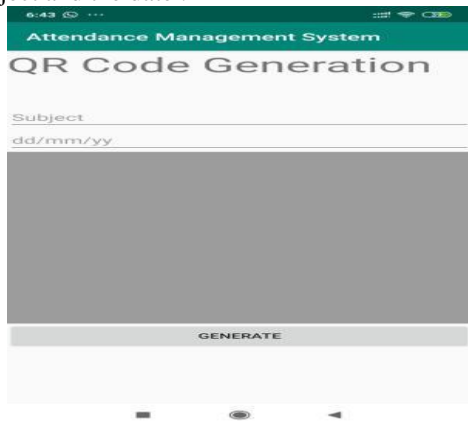 6:43
Attendance Management System
QR Code Generation
Subject
dd/mm/yy
GENERATE